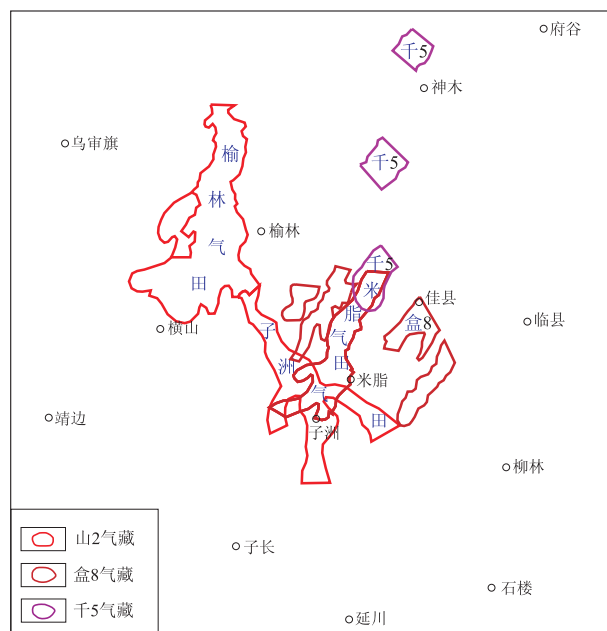 府谷
千5
神木
乌审旗
榆林气田
千5
榆林
千5
米脂气田
佳县
盒8
临县
横山
子洲气田
米脂
靖边
子洲
柳林
山2气藏
盒8气藏
千5气藏
子长
石楼
延川